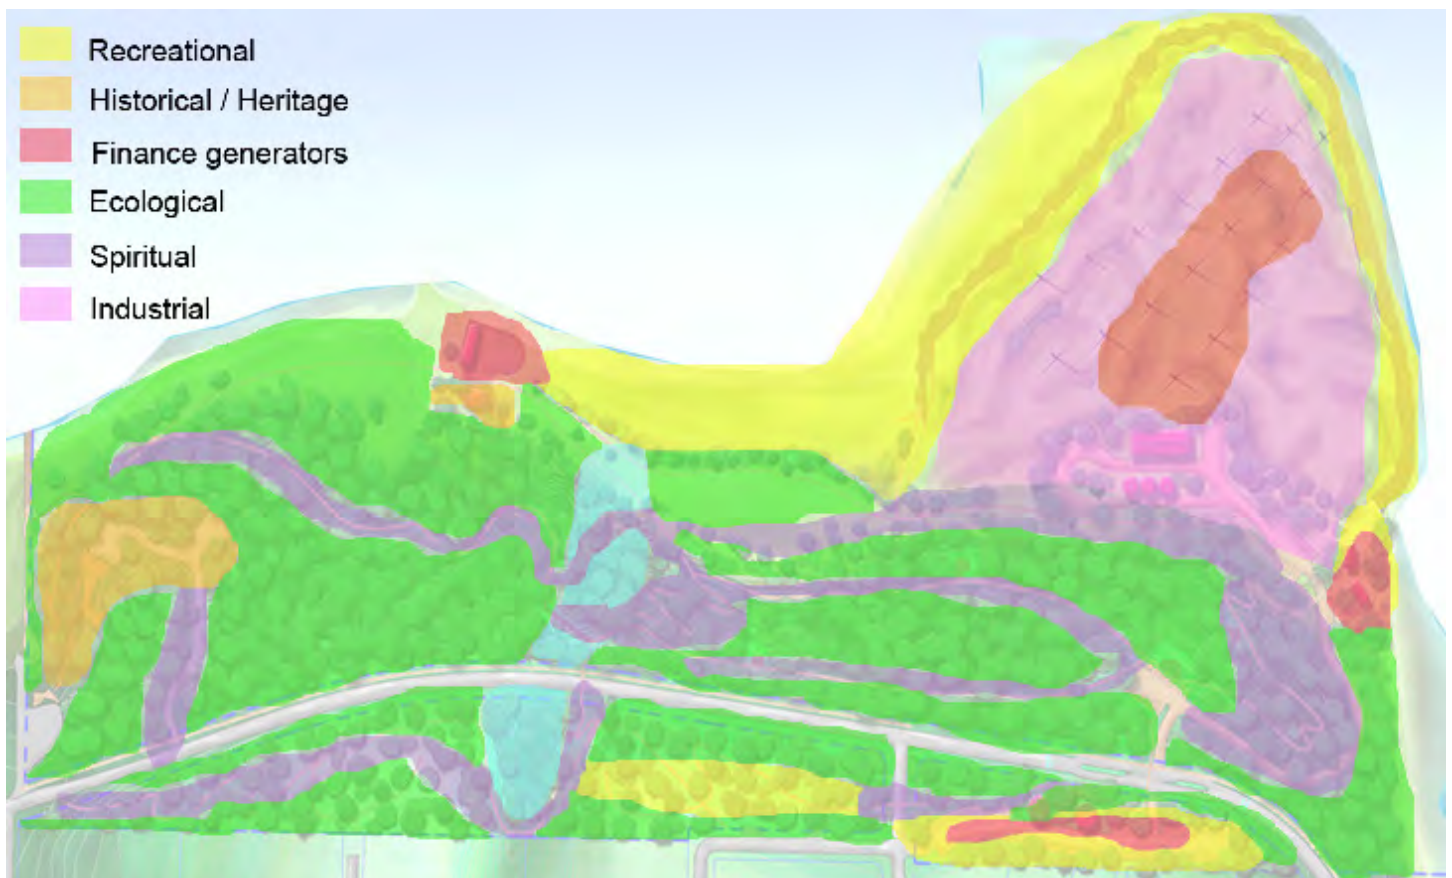 Recreational
Historical / Heritage
Finance generators
Ecological
Spiritual
Industrial